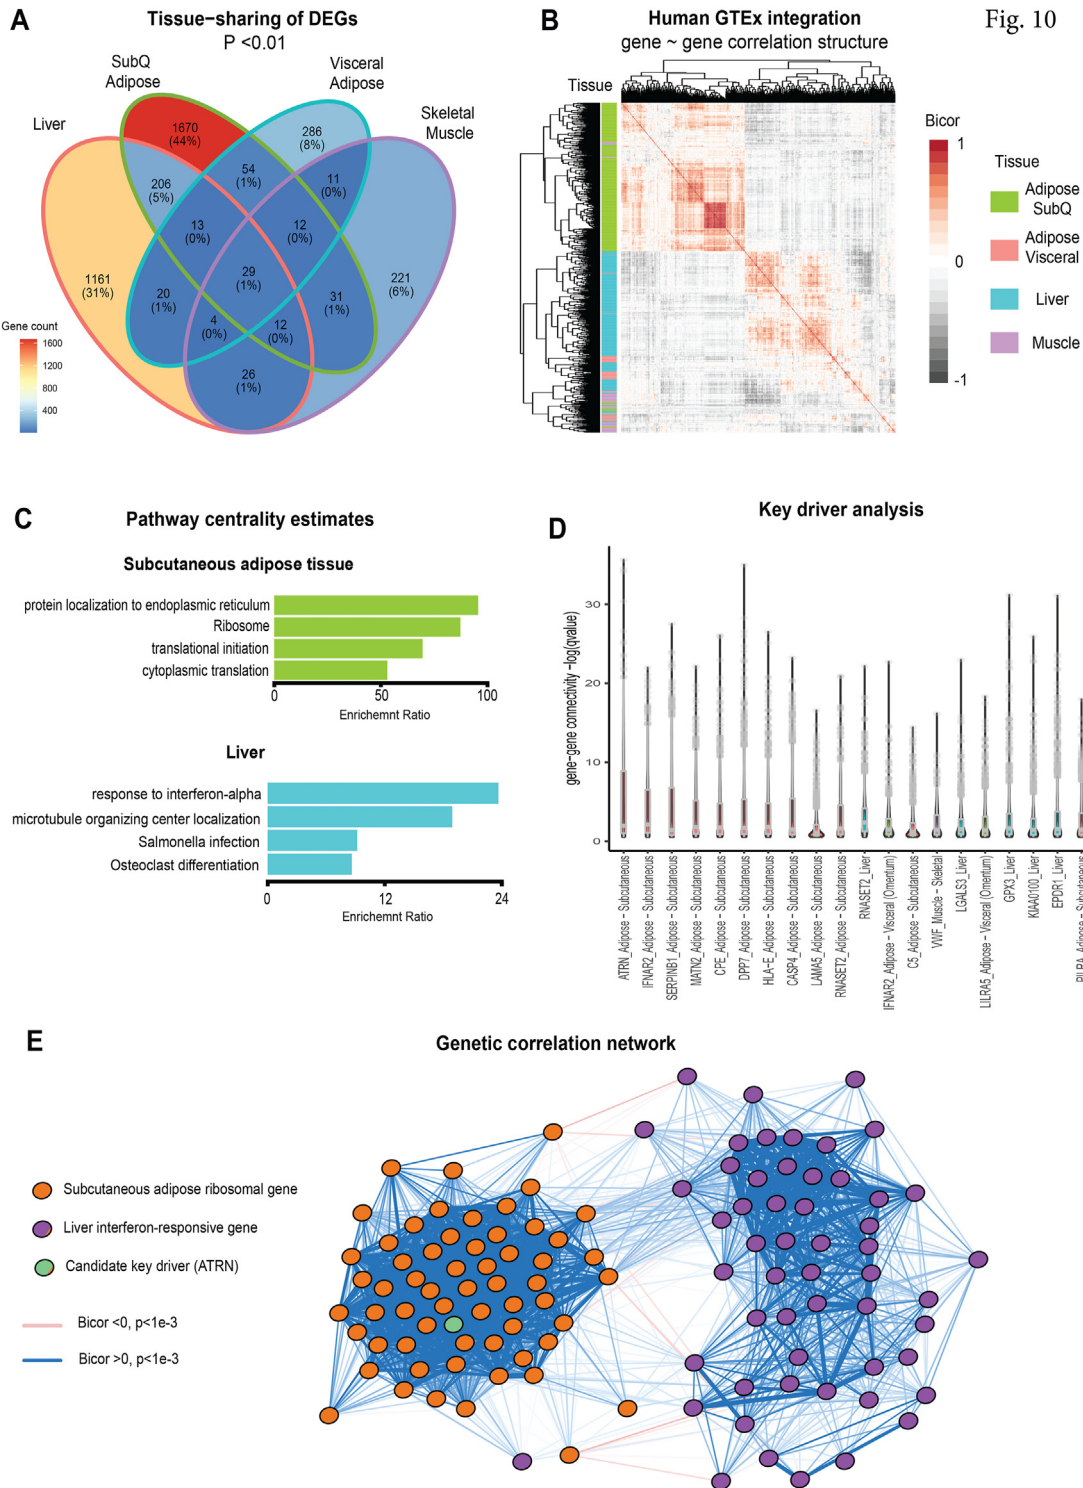 A
Tissue−sharing of DEGs
P <0.01
SubQ
Adipose
Visceral
Adipose
Liver
Skeletal
Muscle
1670
(44%)
286
(8%)
206
(5%)
54
(1%)
11
(0%)
13
(0%)
12
(0%)
1161
(31%)
29
(1%)
221
(6%)
20
(1%)
31
(1%)
4
(0%)
12
(0%)
26
(1%)
Gene count
1600
1200
800
400
B
Human GTEx integration
gene ~ gene correlation structure
Fig. 10
Tissue
Bicor
1
0
-1
Tissue
Adipose
SubQ
Adipose
Visceral
Liver
Muscle
C
Pathway centrality estimates
Subcutaneous adipose tissue
protein localization to endoplasmic reticulum
Ribosome
translational initiation
cytoplasmic translation
0
50
100
Enrichemnt Ratio
Liver
response to interferon-alpha
microtubule organizing center localization
Salmonella infection
Osteoclast differentiation
0
12
24
Enrichemnt Ratio
D
Key driver analysis
gene−gene connectivity −log(qvalue)
30
20
10
0
ATRN_Adipose − Subcutaneous
IFNAR2_Adipose − Subcutaneous
SERPINB1_Adipose − Subcutaneous
MATN2_Adipose − Subcutaneous
CPE_Adipose − Subcutaneous
DPP7_Adipose − Subcutaneous
HLA−E_Adipose − Subcutaneous
CASP4_Adipose − Subcutaneous
LAMA5_Adipose − Subcutaneous
RNASET2_Adipose − Subcutaneous
RNASET2_Liver
IFNAR2_Adipose − Visceral (Omentum)
C5_Adipose − Subcutaneous
VWF_Muscle − Skeletal
LGALS3_Liver
LILRA5_Adipose − Visceral (Omentum)
GPX3_Liver
KIAA0100_Liver
EPDR1_Liver
PILRA_Adipose − Subcutaneous
E
Genetic correlation network
Subcutaneous adipose ribosomal gene
Liver interferon-responsive gene
Candidate key driver (ATRN)
Bicor <0, p<1e-3
Bicor >0, p<1e-3